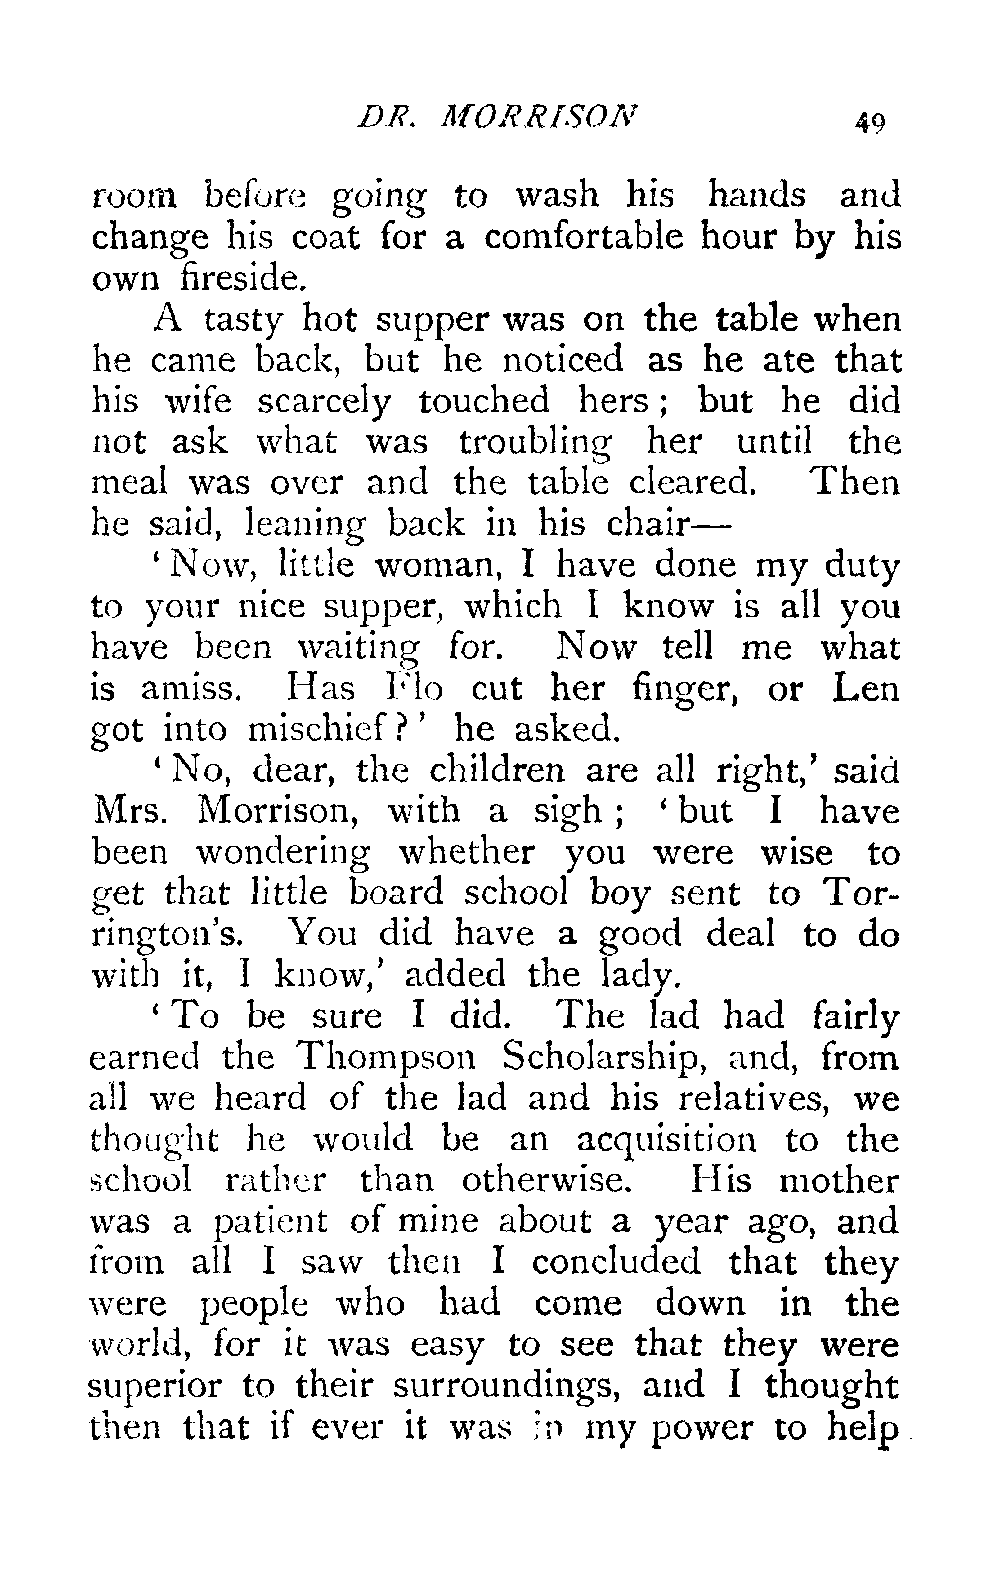 DR. MORRISON 49
room before going to wash his hands and
change his coat for a comfortable hour by his
own fireside.
A tasty hot supper was on the table when
he came back, but he noticed as he ate that
his wife scarcely touched hers ; but he did
not ask what was troubling her until the
meal was over and the table cleared. Then
he said, leaning back in his chair—
‘ Now, little woman, I have done my duty
to your nice supper, which I know is all you
have been waiting for. Now tell me what
is amiss. Has Flo cut her finger, or Len
got into mischief ? ’ he asked.
‘ No, dear, the children are all right,’ said
Mrs. Morrison, with a sigh ; ‘ but I have
been wondering whether you were wise to
get that little board school boy sent to Tor-
rington’s. You did have a good deal to do
with it, I know,’ added the lady.
‘ To be sure I did. The lad had fairly
earned the Thompson Scholarship, and, from
all we heard of the lad and his relatives, we
thought he would be an acquisition to the
school rather than otherwise. His mother
was a patient of mine about a year ago, and
from all I saw then I concluded that they
were people who had come down in the
world, for it was easy to see that they were
superior to their surroundings, and I thought
then that if ever it was in my power to help